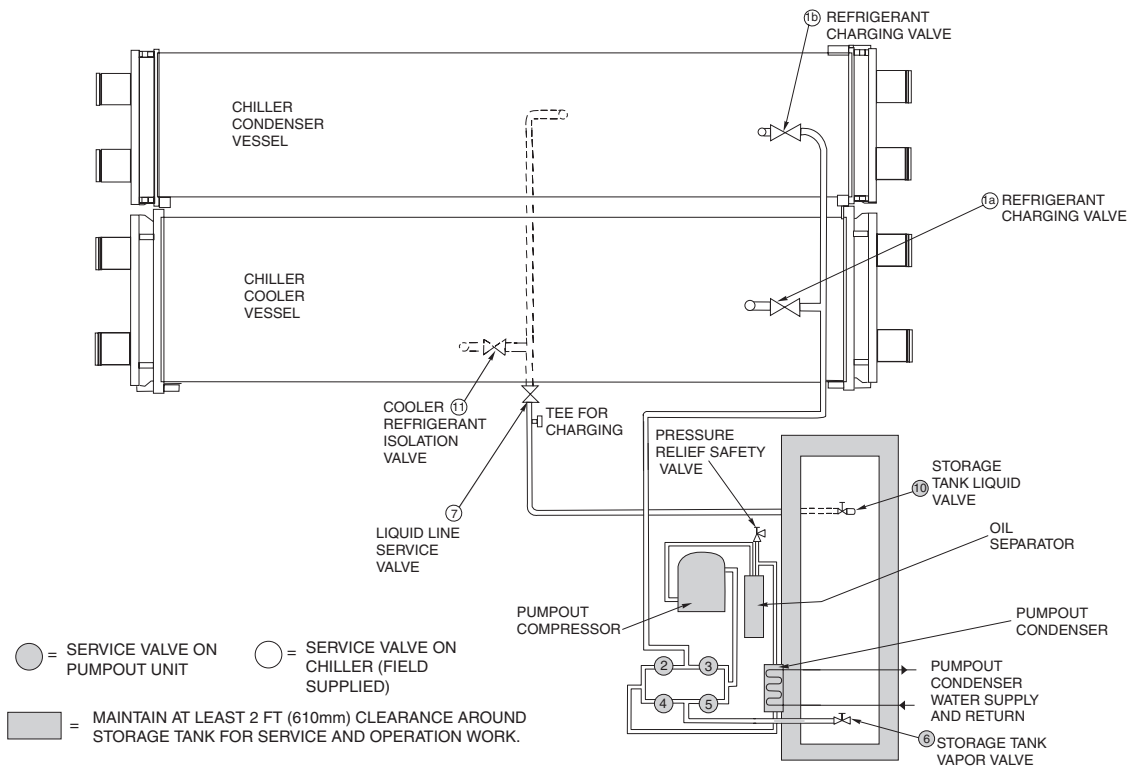 1b REFRIGERANT
CHARGING VALVE
CHILLER
CONDENSER
VESSEL
1a REFRIGERANT
CHARGING VALVE
CHILLER
COOLER
VESSEL
COOLER 11
REFRIGERANT
ISOLATION
VALVE
TEE FOR
CHARGING
PRESSURE
RELIEF SAFETY
VALVE
10 STORAGE
TANK LIQUID
VALVE
7
LIQUID LINE
SERVICE
VALVE
OIL
SEPARATOR
PUMPOUT
COMPRESSOR
PUMPOUT
CONDENSER
2 3
4 5
PUMPOUT
CONDENSER
WATER SUPPLY
AND RETURN
6 STORAGE TANK
VAPOR VALVE
= SERVICE VALVE ON
PUMPOUT UNIT
= SERVICE VALVE ON
CHILLER (FIELD
SUPPLIED)
= MAINTAIN AT LEAST 2 FT (610mm) CLEARANCE AROUND
STORAGE TANK FOR SERVICE AND OPERATION WORK.